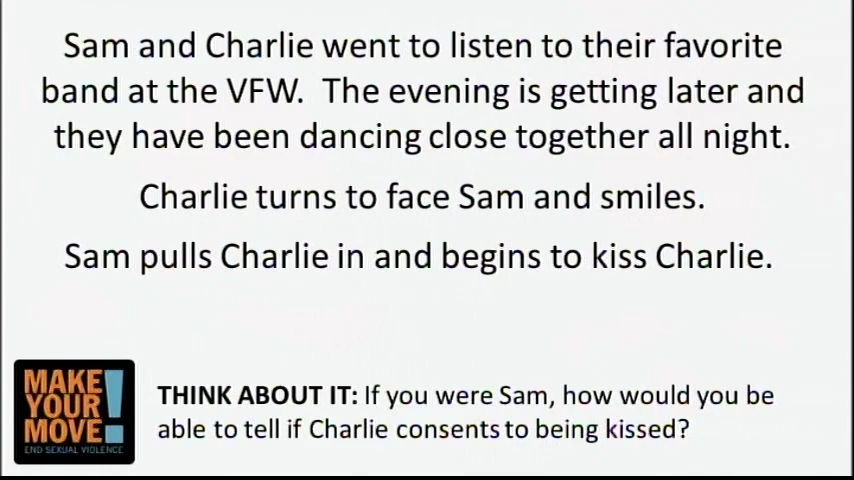 Sam and Charlie went to listen to their favorite
band at the VFW. The evening is getting later and
they have been dancing close together all night.
Charlie turns to face Sam and smiles.
Sam pulls Charlie in and begins to kiss Charlie.
MAKE
YOUR
MOVE!
END SEXUAL VIOLENCE
THINK ABOUT IT: If you were Sam, how would you be
able to tell if Charlie consents to being kissed?